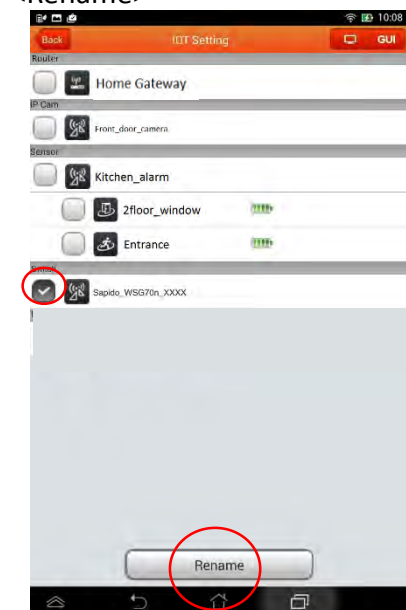 <Rename>
10:08
Back IOT Setting GUI
Router
Home Gateway
IP Cam
Front_door_camera
Sensor
Kitchen_alarm
2floor_window
Entrance
Sapido_WSG70n_XXXX
Rename